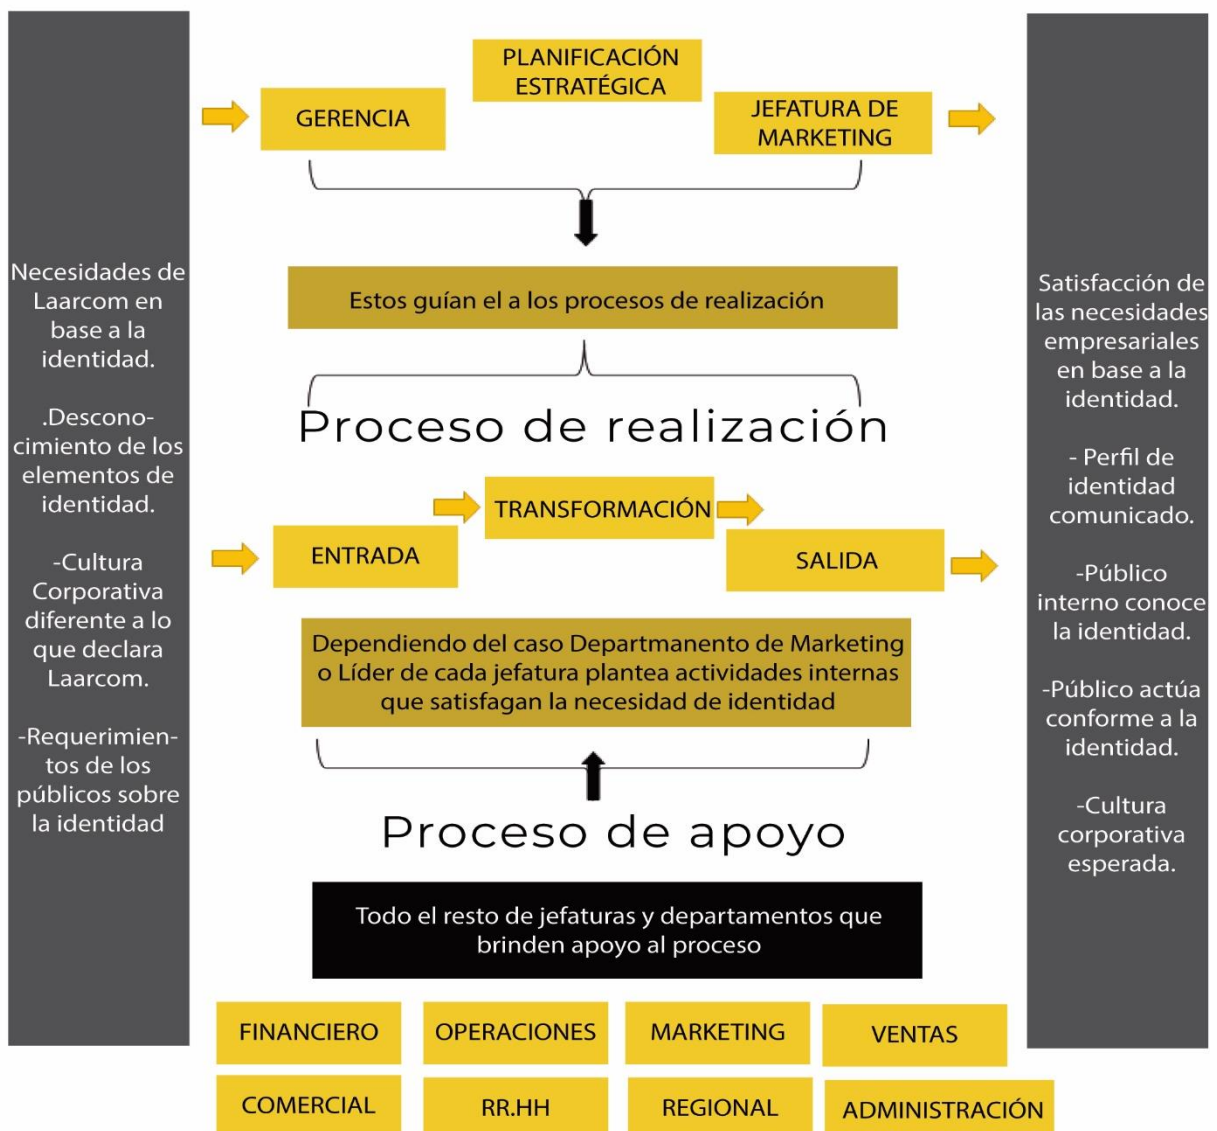 PLANIFICACIÓN
ESTRATÉGICA
GERENCIA
JEFATURA DE
MARKETING
Necesidades de
Laarcom en
base a la
identidad.
.Descono-
cimiento de los
elementos de
identidad.
-Cultura
Corporativa
diferente a lo
que declara
Laarcom.
-Requerimien-
tos de los
públicos sobre
la identidad
Estos guían el a los procesos de realización
Proceso de realización
TRANSFORMACIÓN
ENTRADA
SALIDA
Dependiendo del caso Departmanento de Marketing
o Líder de cada jefatura plantea actividades internas
que satisfagan la necesidad de identidad
Proceso de apoyo
Todo el resto de jefaturas y departamentos que
brinden apoyo al proceso
FINANCIERO
OPERACIONES
MARKETING
VENTAS
COMERCIAL
RR.HH
REGIONAL
ADMINISTRACIÓN
Satisfacción de
las necesidades
empresariales
en base a la
identidad.
- Perfil de
identidad
comunicado.
-Público
interno conoce
la identidad.
-Público actúa
conforme a la
identidad.
-Cultura
corporativa
esperada.